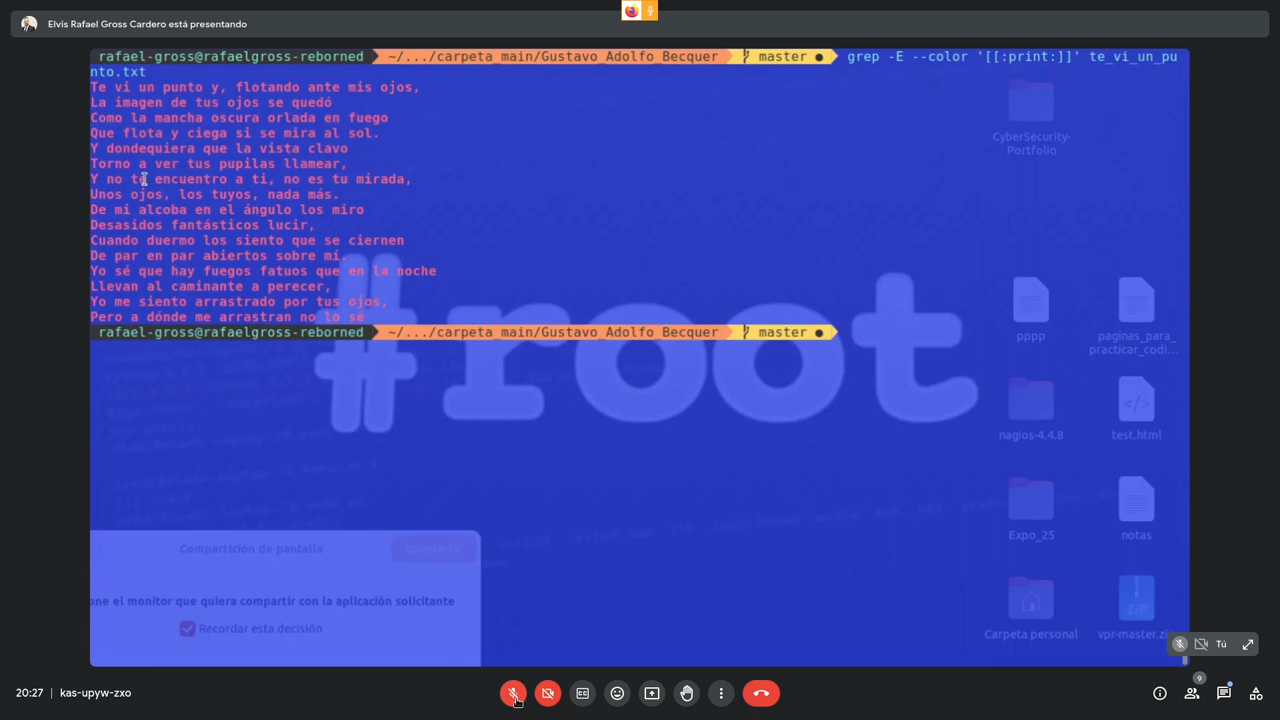 Elvis Rafael Gross Cardero está presentando
rafael-gross@rafaelgross-reborned ~/.../carpeta_main/Gustavo_Adolfo_Becquer master ● grep -E --color '[[:print:]]' te_vi_un_pu
nto.txt
Te vi un punto y, flotando ante mis ojos,
La imagen de tus ojos se quedó
Como la mancha oscura orlada en fuego
Que flota y ciega si se mira al sol.
Y dondequiera que la vista clavo
Torno a ver tus pupilas llamear,
Y no te encuentro a ti, no es tu mirada,
Unos ojos, los tuyos, nada más.
De mi alcoba en el ángulo los miro
Desasidos fantásticos lucir,
Cuando duermo los siento que se ciernen
De par en par abiertos sobre mí.
Yo sé que hay fuegos fatuos que en la noche
Llevan al caminante a perecer,
Yo me siento arrastrado por tus ojos,
Pero a dónde me arrastran no lo sé
rafael-gross@rafaelgross-reborned ~/.../carpeta_main/Gustavo_Adolfo_Becquer master ●
#root
CyberSecurity-
Portfolio
pppp
paginas_para_
practicar_codi...
nagios-4.4.8
test.html
Expo_25
notas
Carpeta personal
vpr-master.zi
Compartición de pantalla
Compartir
one el monitor que quiera compartir con la aplicación solicitante
Recordar esta decisión
Tú
20:27
kas-upyw-zxo
9